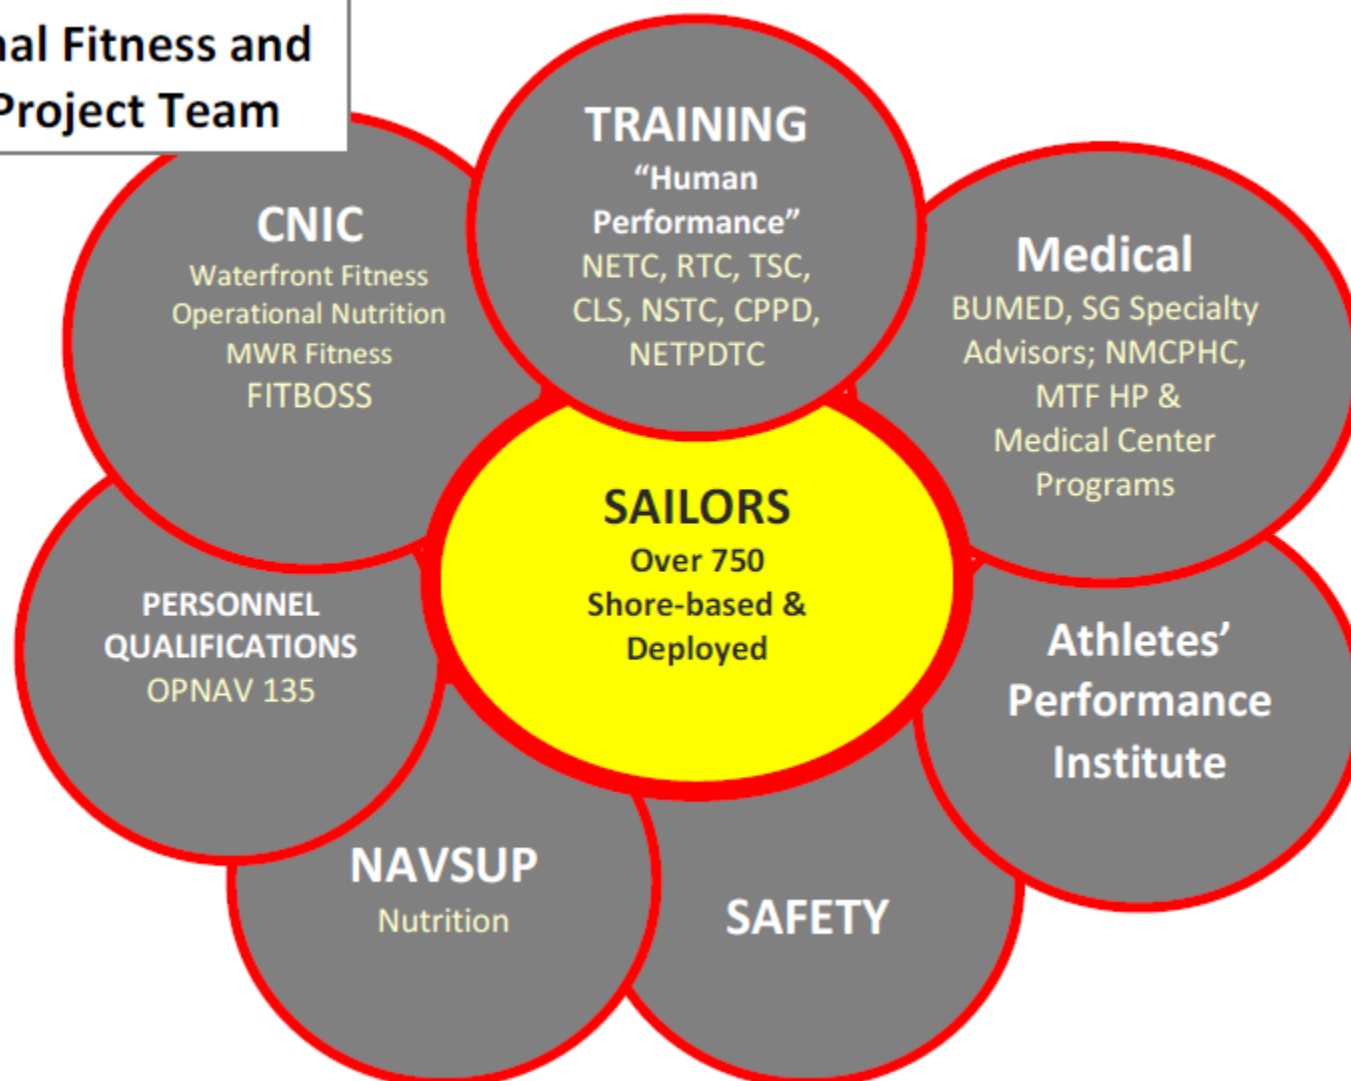 nal Fitness and
Project Team
TRAINING
“Human
Performance”
NETC, RTC, TSC,
CLS, NSTC, CPPD,
NETPDTC
CNIC
Waterfront Fitness
Operational Nutrition
MWR Fitness
FITBOSS
Medical
BUMED, SG Specialty
Advisors; NMCPHC,
MTF HP &
Medical Center
Programs
SAILORS
Over 750
Shore-based &
Deployed
PERSONNEL
QUALIFICATIONS
OPNAV 135
Athletes’
Performance
Institute
NAVSUP
Nutrition
SAFETY